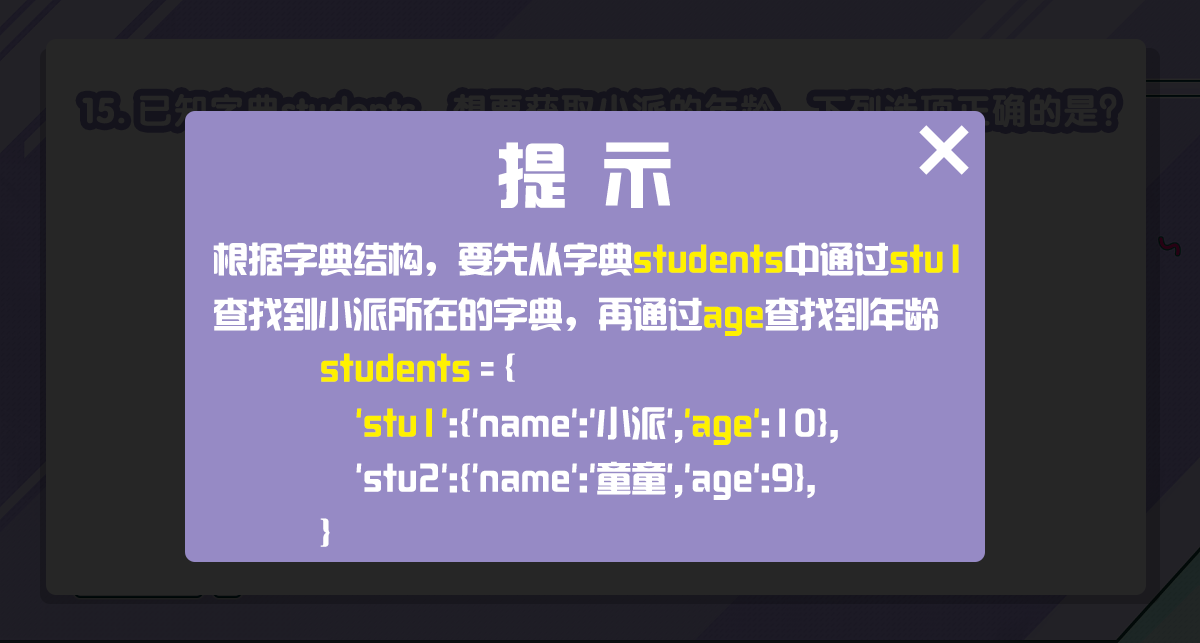 15. 已知字典students，想要获取小派的年龄，下列选项正确的是?
提 示
根据字典结构，要先从字典students中通过stu1
查找到小派所在的字典，再通过age查找到年龄
students = {
'stu1':{'name':'小派','age':10},
'stu2':{'name':'童童','age':9},
}